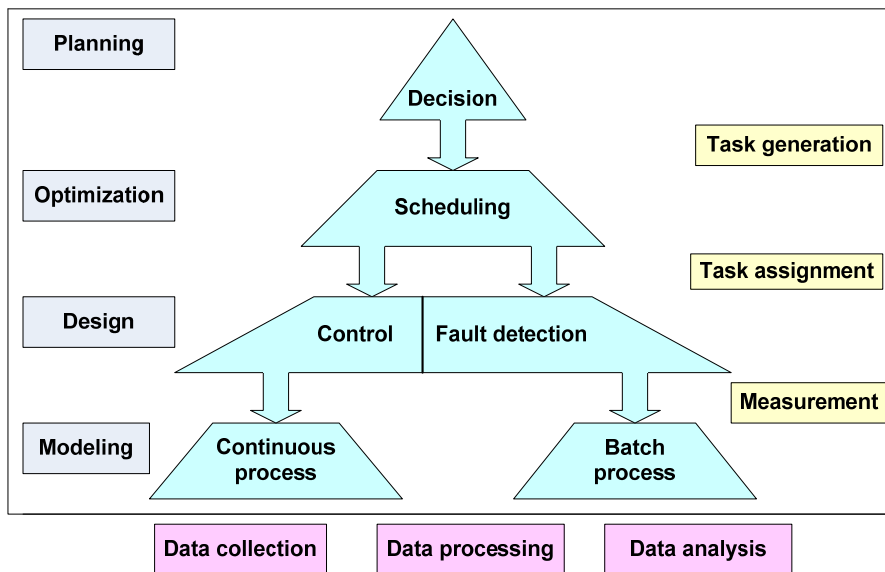 Planning
Decision
Task generation
Optimization
Scheduling
Task assignment
Design
Control
Fault detection
Measurement
Modeling
Continuous
process
Batch
process
Data collection
Data processing
Data analysis